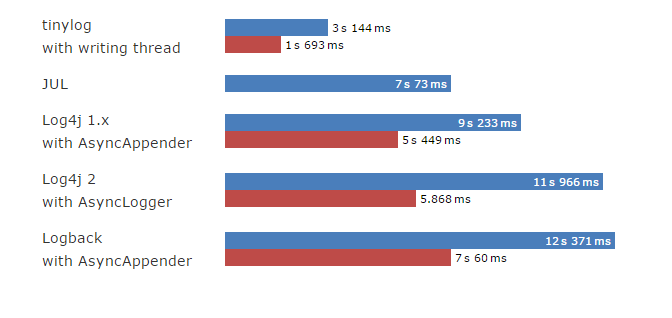 tinylog
3 s 144 ms
with writing thread
1 s 693 ms
JUL
7 s 73 ms
Log4j 1.x
9 s 233 ms
with AsyncAppender
5 s 449 ms
Log4j 2
11 s 966 ms
with AsyncLogger
5.868 ms
Logback
12 s 371 ms
with AsyncAppender
7 s 60 ms